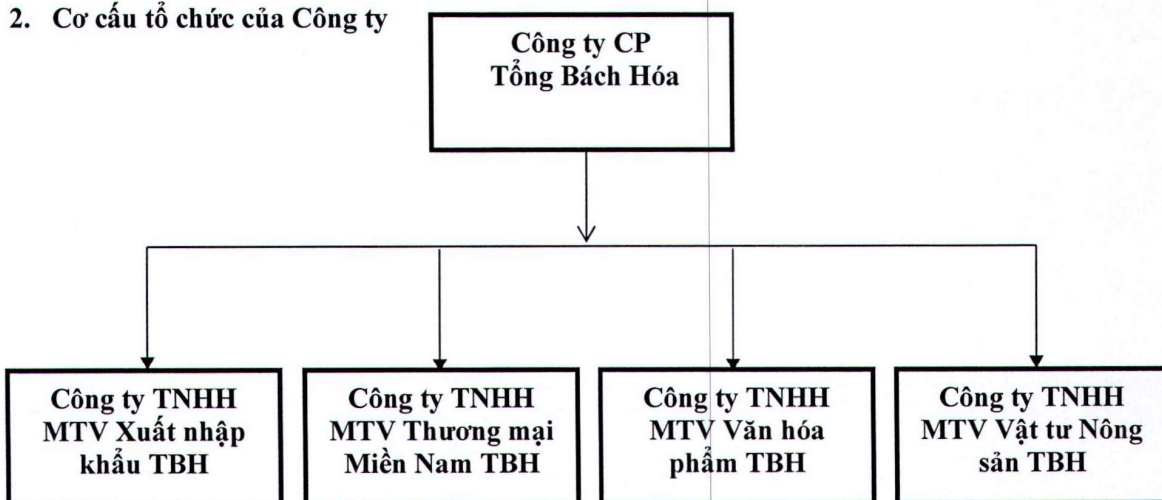 2. Cơ cấu tổ chức của Công ty
Công ty CP
Tổng Bách Hóa
Công ty TNHH
MTV Xuất nhập
khẩu TBH
Công ty TNHH
MTV Thương mại
Miền Nam TBH
Công ty TNHH
MTV Văn hóa
phẩm TBH
Công ty TNHH
MTV Vật tư Nông
sản TBH